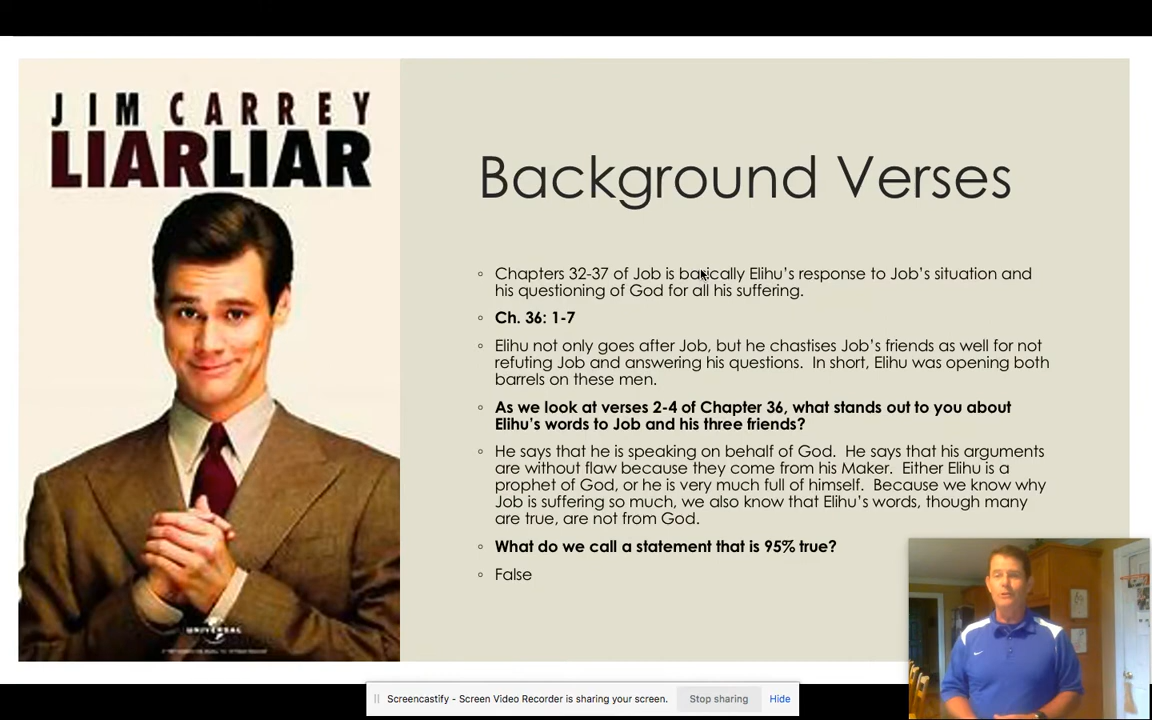 JIM CARREY
LIARLIAR
UNIVERSAL
Background Verses
Chapters 32-37 of Job is basically Elihu's response to Job's situation and
his questioning of God for all his suffering.
Ch. 36: 1-7
Elihu not only goes after Job, but he chastises Job's friends as well for not
refuting Job and answering his questions.  In short, Elihu was opening both
barrels on these men.
As we look at verses 2-4 of Chapter 36, what stands out to you about
Elihu's words to Job and his three friends?
He says that he is speaking on behalf of God.  He says that his arguments
are without flaw because they come from his Maker.  Either Elihu is a
prophet of God, or he is very much full of himself.  Because we know why
Job is suffering so much, we also know that Elihu's words, though many
are true, are not from God.
What do we call a statement that is 95% true?
False
Screencastify - Screen Video Recorder is sharing your screen.
Stop sharing
Hide